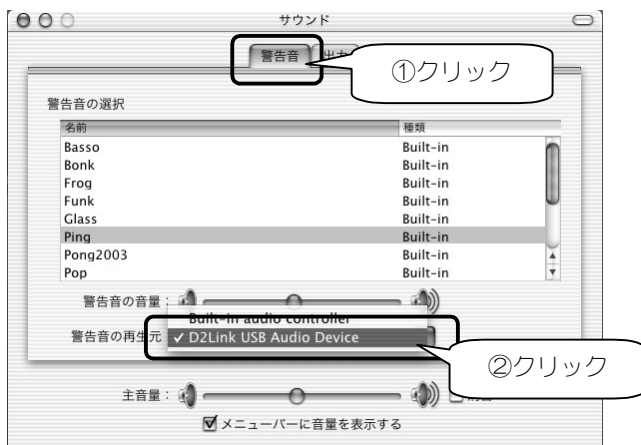 サウンド
警告音
出力
①クリック
警告音の選択
名前 種類
Basso Built-in
Bonk Built-in
Frog Built-in
Funk Built-in
Glass Built-in
Ping Built-in
Pong2003 Built-in
Pop Built-in
警告音の音量:
Built-in audio controller
警告音の再生元 ✓ D2Link USB Audio Device
②クリック
主音量:
メニューバーに音量を表示する